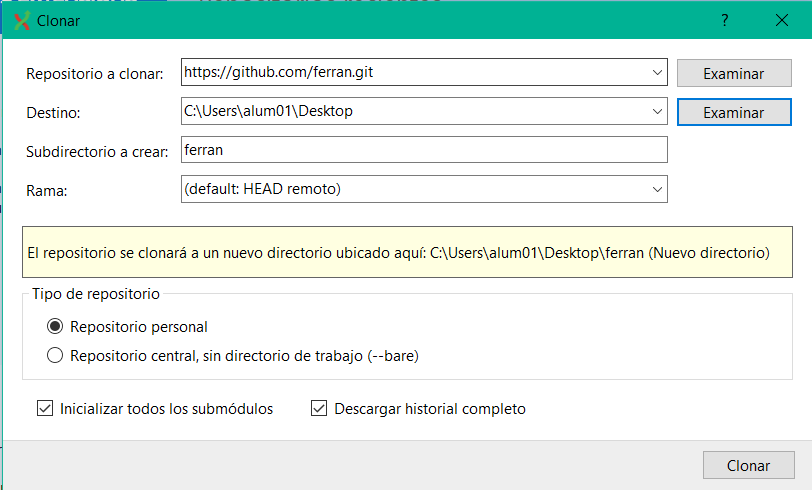 Clonar
?
Repositorio a clonar: https://github.com/ferran.git Examinar
Destino: C:\Users\alum01\Desktop Examinar
Subdirectorio a crear: ferran
Rama: (default: HEAD remoto)
El repositorio se clonará a un nuevo directorio ubicado aquí: C:\Users\alum01\Desktop\ferran (Nuevo directorio)
Tipo de repositorio
Repositorio personal
Repositorio central, sin directorio de trabajo (--bare)
Inicializar todos los submódulos Descargar historial completo
Clonar